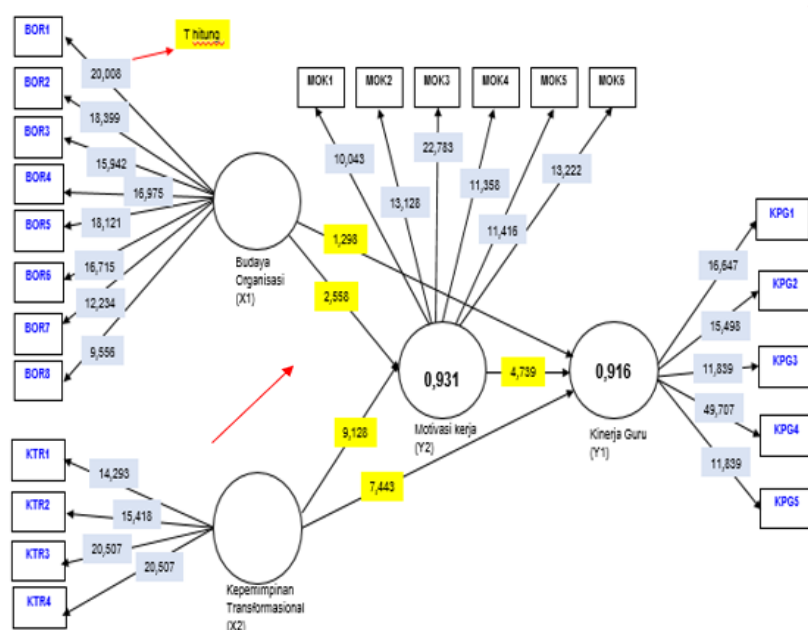 BOR1
T hitung
20,008
BOR2
18,399
BOR3
15,942
BOR4
16,975
BOR5
18,121
BOR6
16,715
BOR7
12,234
BOR8
9,556
Budaya
Organisasi
(X1)
MOK1
MOK2
MOK3
MOK4
MOK5
MOK6
10,043
13,128
22,783
11,358
11,416
13,222
1,298
2,558
0,931
Motivasi kerja
(Y2)
4,739
9,128
7,443
0,916
Kinerja Guru
(Y1)
KPG1
16,647
KPG2
15,498
KPG3
11,839
KPG4
49,707
KPG5
11,839
KTR1
14,293
KTR2
15,418
KTR3
20,507
KTR4
20,507
Kepemimpinan
Transformasional
(X2)